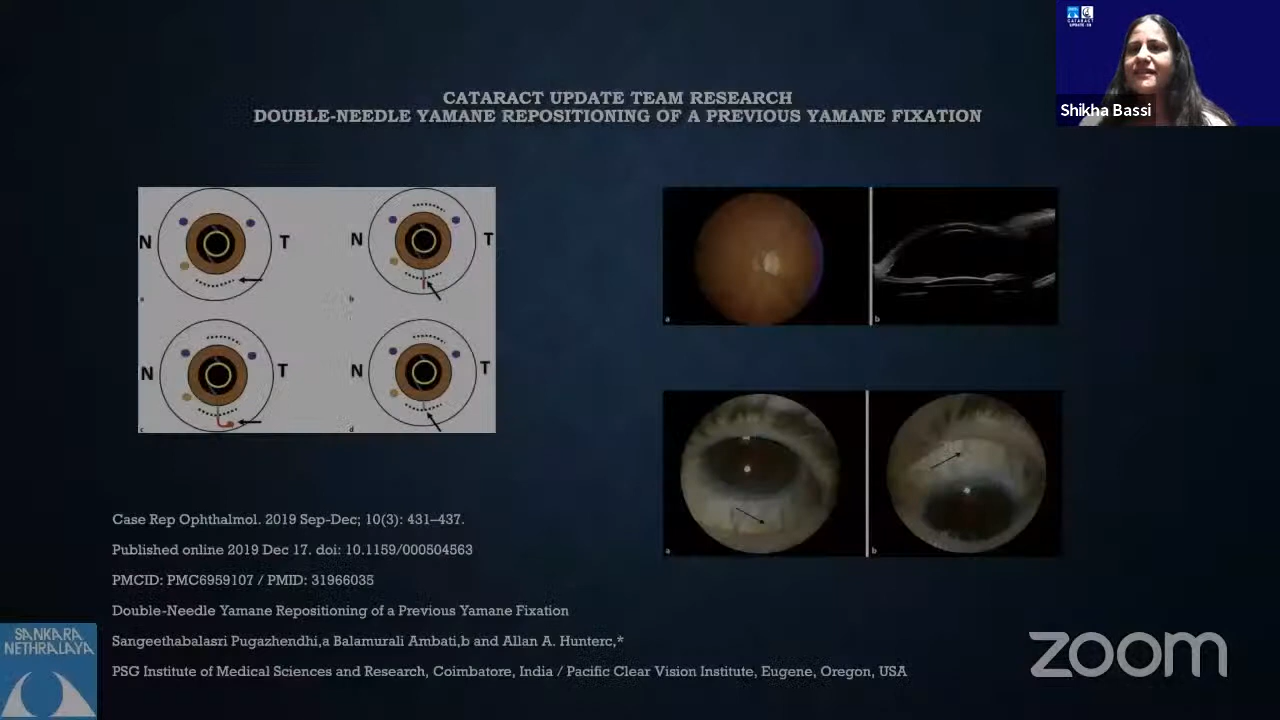 CATARACT
UPDATE
Shikha Bassi
CATARACT UPDATE TEAM RESEARCH
DOUBLE-NEEDLE YAMANE REPOSITIONING OF A PREVIOUS YAMANE FIXATION
N T N T
a b
N T N T
c d
a b
a b
Case Rep Ophthalmol. 2019 Sep-Dec; 10(3): 431–437.
Published online 2019 Dec 17. doi: 10.1159/000504563
PMCID: PMC6959107 / PMID: 31966035
Double-Needle Yamane Repositioning of a Previous Yamane Fixation
Sangeethabalasri Pugazhendhi,a Balamurali Ambati,b and Allan A. Hunterc,*
PSG Institute of Medical Sciences and Research, Coimbatore, India / Pacific Clear Vision Institute, Eugene, Oregon, USA
SANKARA
NETHRALAYA
zoom